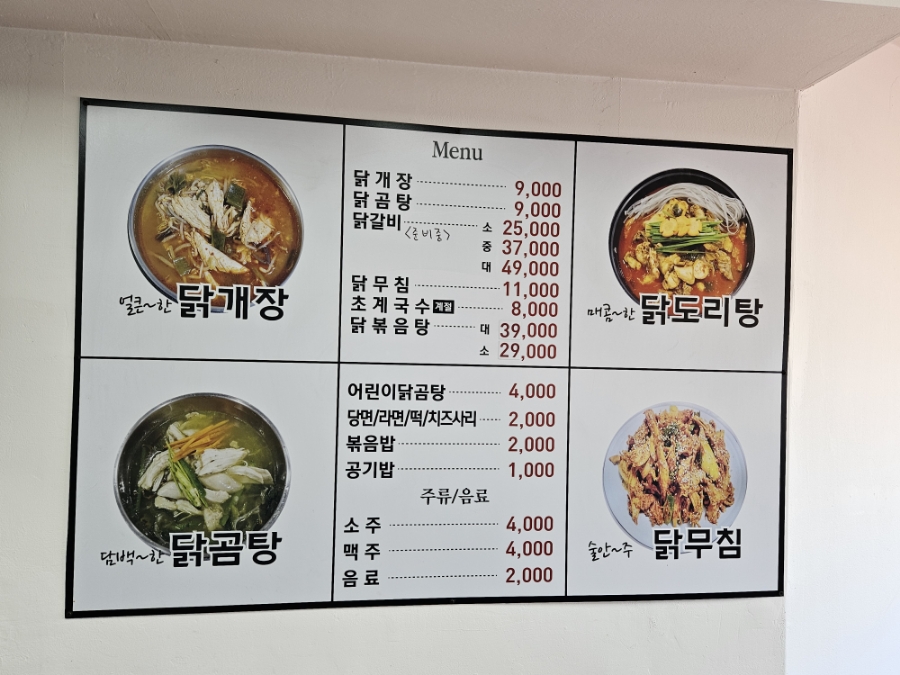 얼큰~한 닭개장
담백~한 닭곰탕
Menu
닭개장 9,000
닭곰탕 9,000
닭갈비 <준비중> 소 25,000
중 37,000
대 49,000
닭무침 11,000
초계국수 계절 8,000
닭볶음탕 대 39,000
소 29,000
어린이닭곰탕 4,000
당면/라면/떡/치즈사리 2,000
볶음밥 2,000
공기밥 1,000
주류/음료
소주 4,000
맥주 4,000
음료 2,000
매콤~한 닭도리탕
술안~주 닭무침